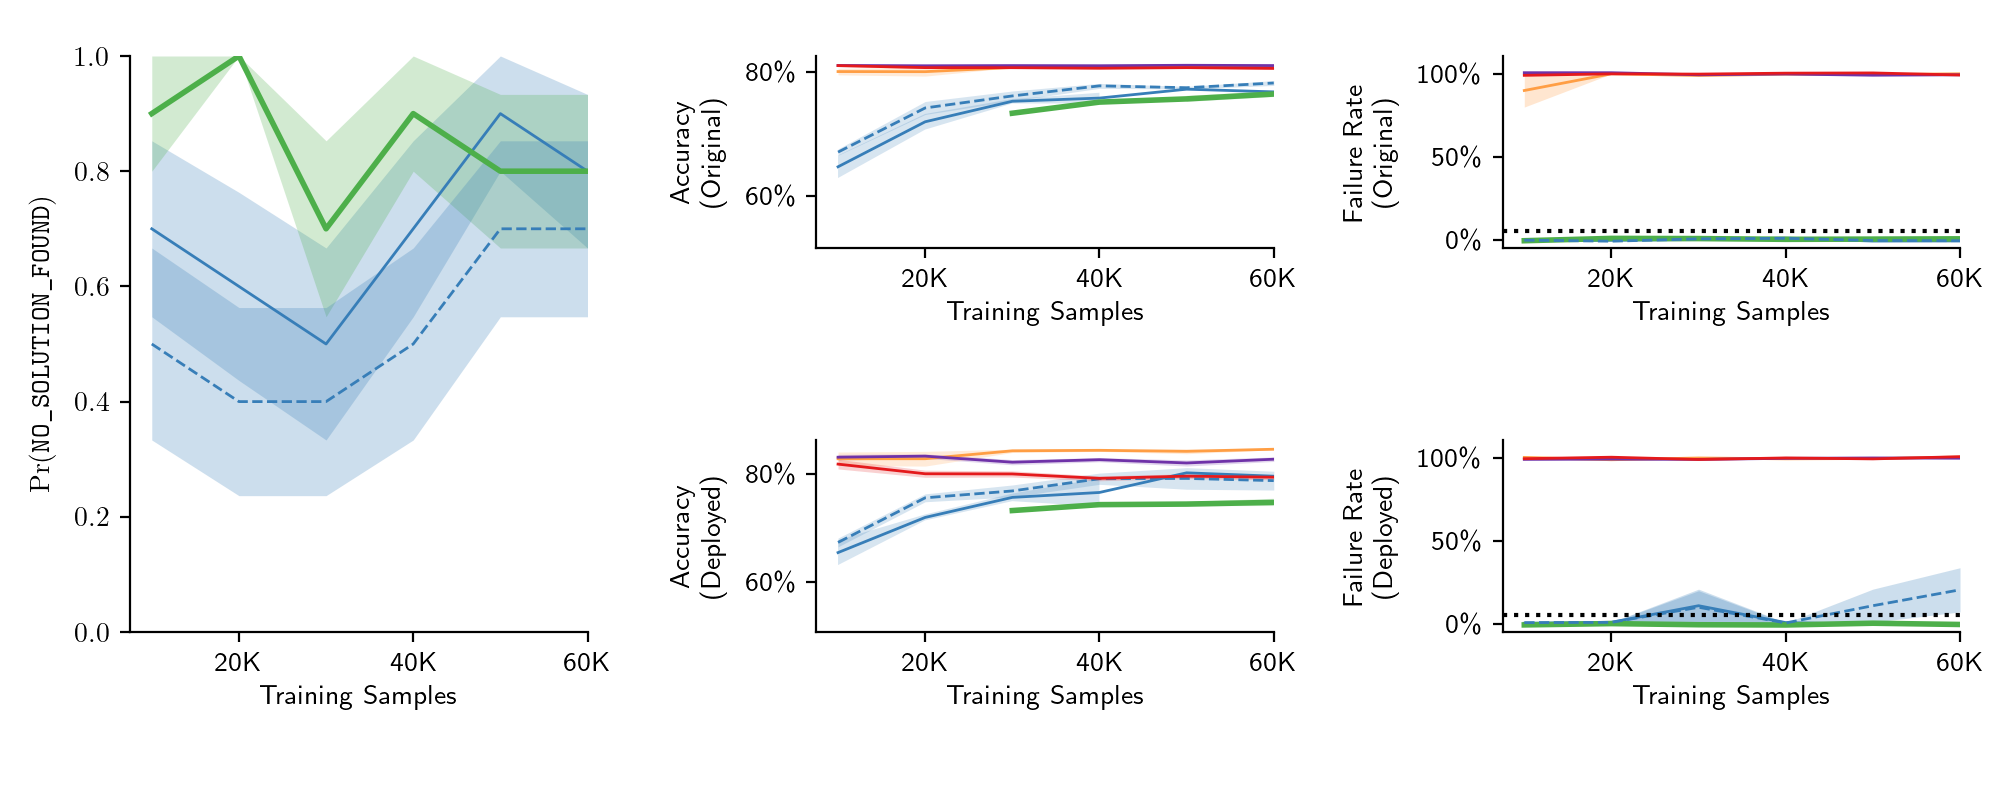 Pr(NO_SOLUTION_FOUND)
1.0
0.8
0.6
0.4
0.2
0.0
20K
40K
60K
Training Samples
Accuracy
(Original)
80%
60%
20K
40K
60K
Training Samples
Failure Rate
(Original)
100%
50%
0%
20K
40K
60K
Training Samples
Accuracy
(Deployed)
80%
60%
20K
40K
60K
Training Samples
Failure Rate
(Deployed)
100%
50%
0%
20K
40K
60K
Training Samples